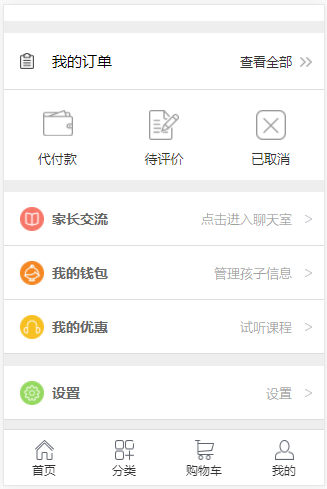 我的订单 查看全部 >>
代付款 待评价 已取消
家长交流 点击进入聊天室 >
我的钱包 管理孩子信息 >
我的优惠 试听课程 >
设置 设置 >
首页 分类 购物车 我的